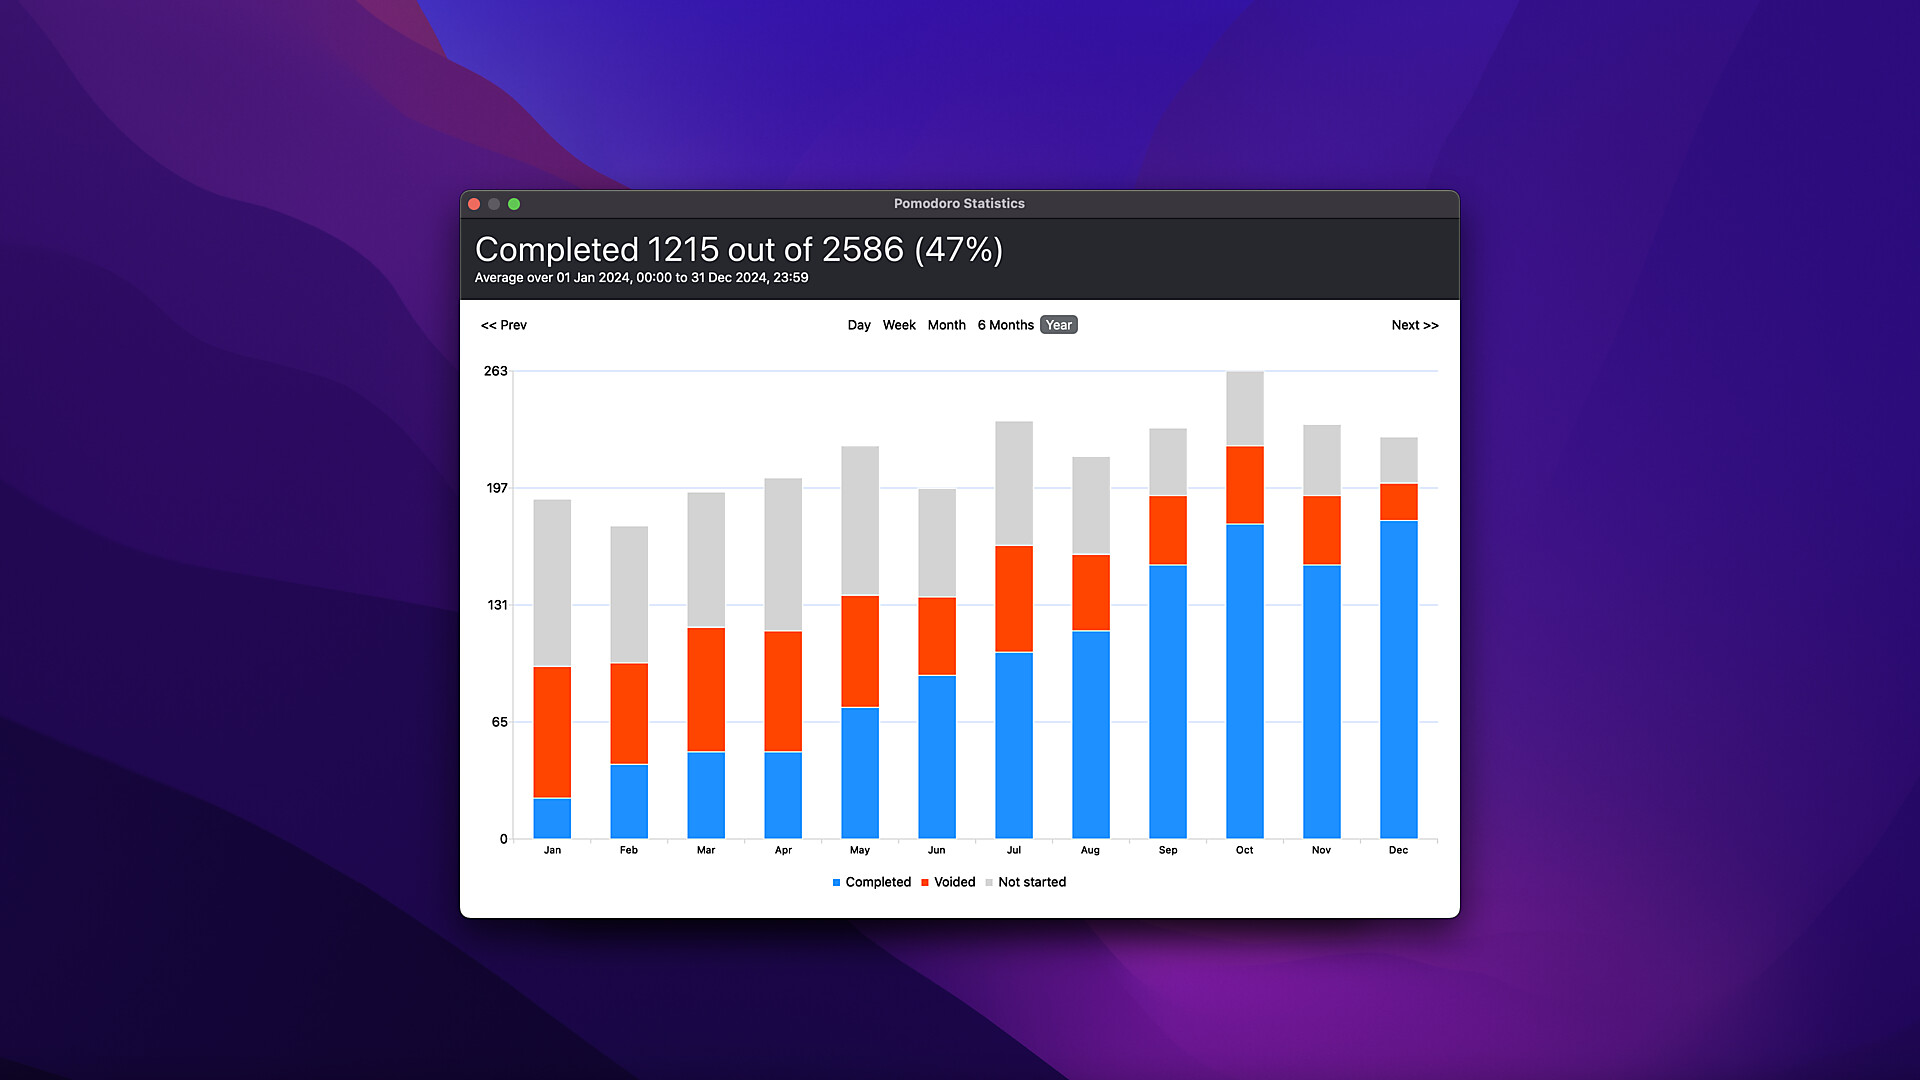 Pomodoro Statistics
Completed 1215 out of 2586 (47%)
Average over 01 Jan 2024, 00:00 to 31 Dec 2024, 23:59
<< Prev Day Week Month 6 Months Year Next >>
263
197
131
65
0
Jan Feb Mar Apr May Jun Jul Aug Sep Oct Nov Dec
Completed Voided Not started